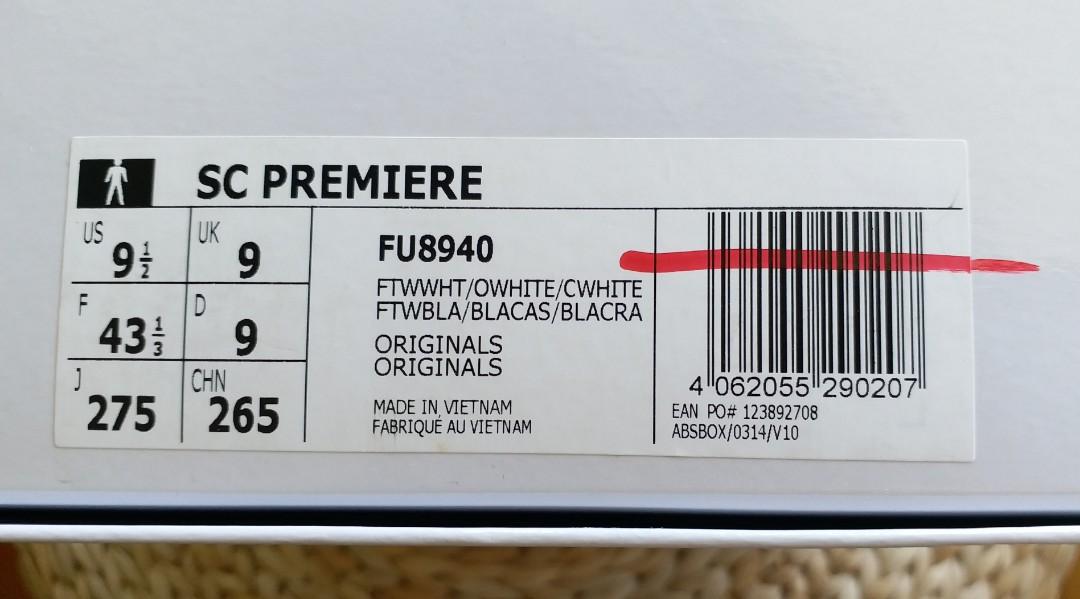 SC PREMIERE
US 9 1/2 UK 9
F 43 1/3 D 9
J 275 CHN 265
FU8940
FTWWHT/OWHITE/CWHITE
FTWBLA/BLACAS/BLACRA
ORIGINALS
ORIGINALS
MADE IN VIETNAM
FABRIQUÉ AU VIETNAM
4 062055 290207
EAN PO# 123892708
ABSBOX/0314/V10